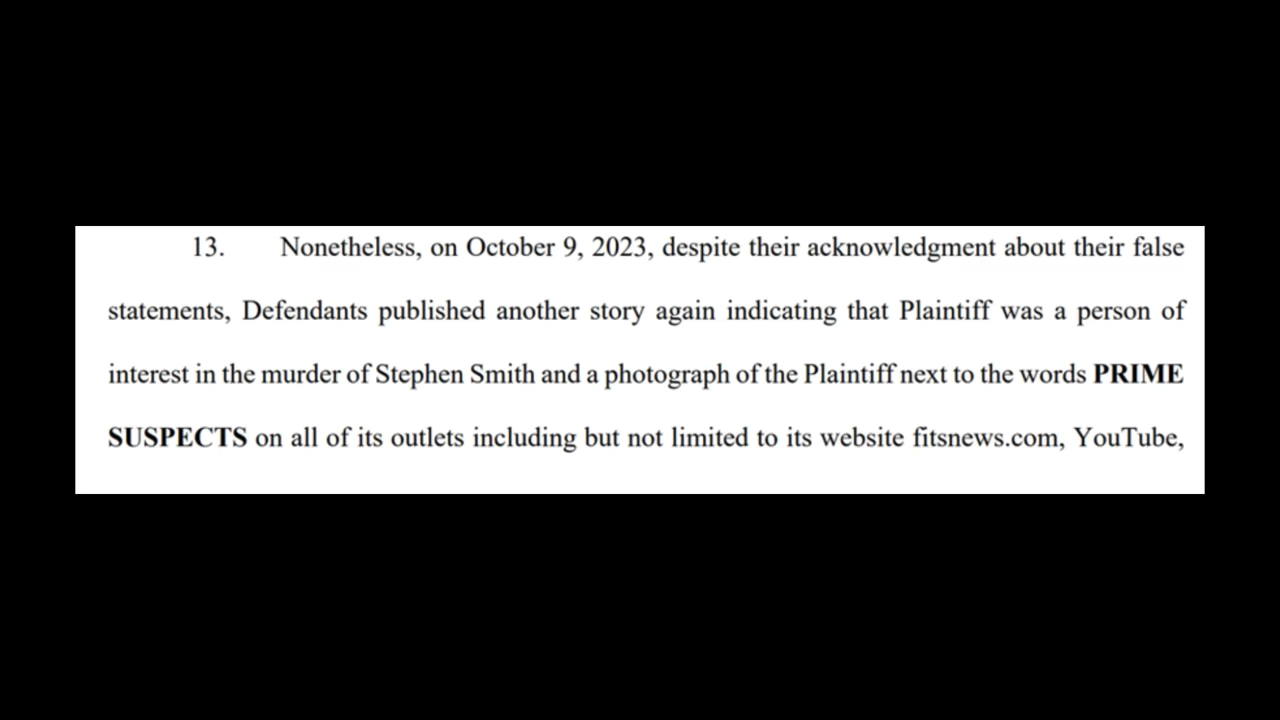 13. Nonetheless, on October 9, 2023, despite their acknowledgment about their false
statements, Defendants published another story again indicating that Plaintiff was a person of
interest in the murder of Stephen Smith and a photograph of the Plaintiff next to the words PRIME
SUSPECTS on all of its outlets including but not limited to its website fitsnews.com, YouTube,